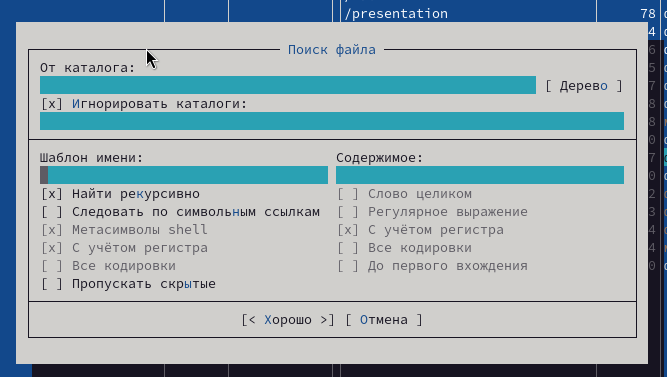 /presentation 78
Поиск файла
От каталога:
[ Дерево ]
[x] Игнорировать каталоги:
Шаблон имени: Содержимое:
[x] Найти рекурсивно [ ] Слово целиком
[ ] Следовать по символьным ссылкам [ ] Регулярное выражение
[x] Метасимволы shell [x] С учётом регистра
[x] С учётом регистра [ ] Все кодировки
[ ] Все кодировки [ ] До первого вхождения
[ ] Пропускать скрытые
[< Хорошо >] [ Отмена ]